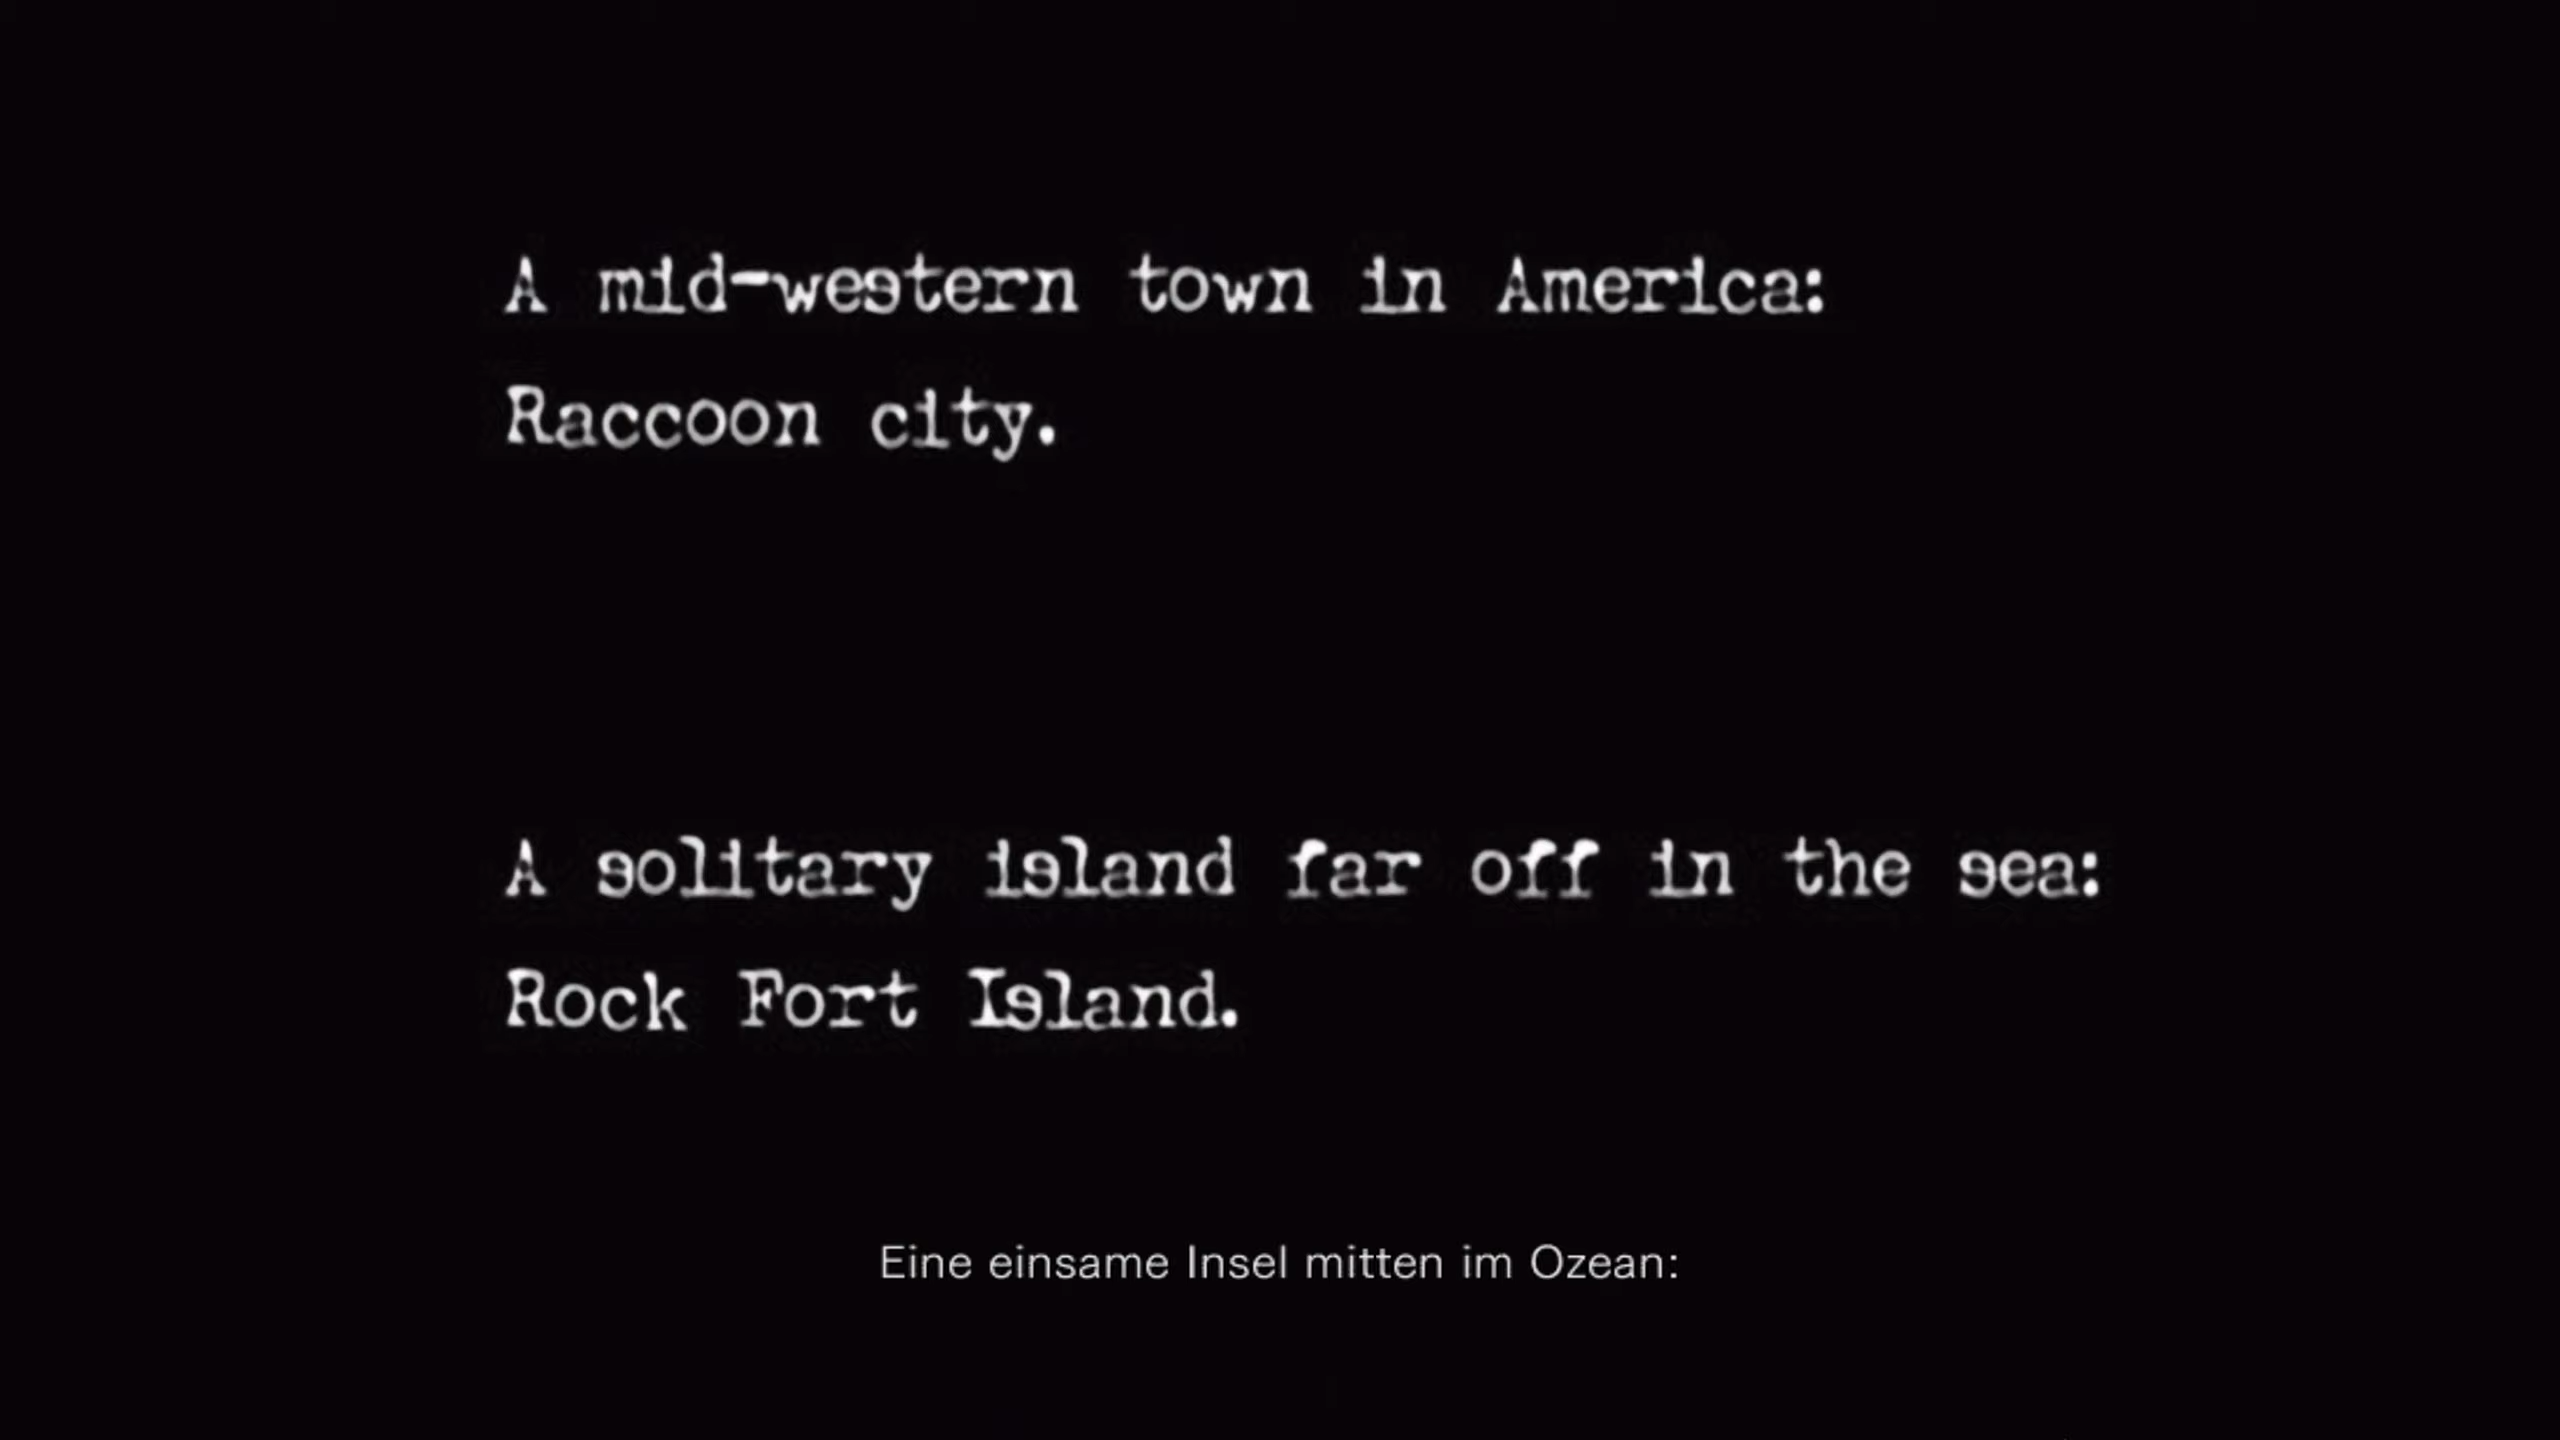 A mid-western town in America:
Raccoon city.
A solitary island far off in the sea:
Rock Fort Island.
Eine einsame Insel mitten im Ozean: